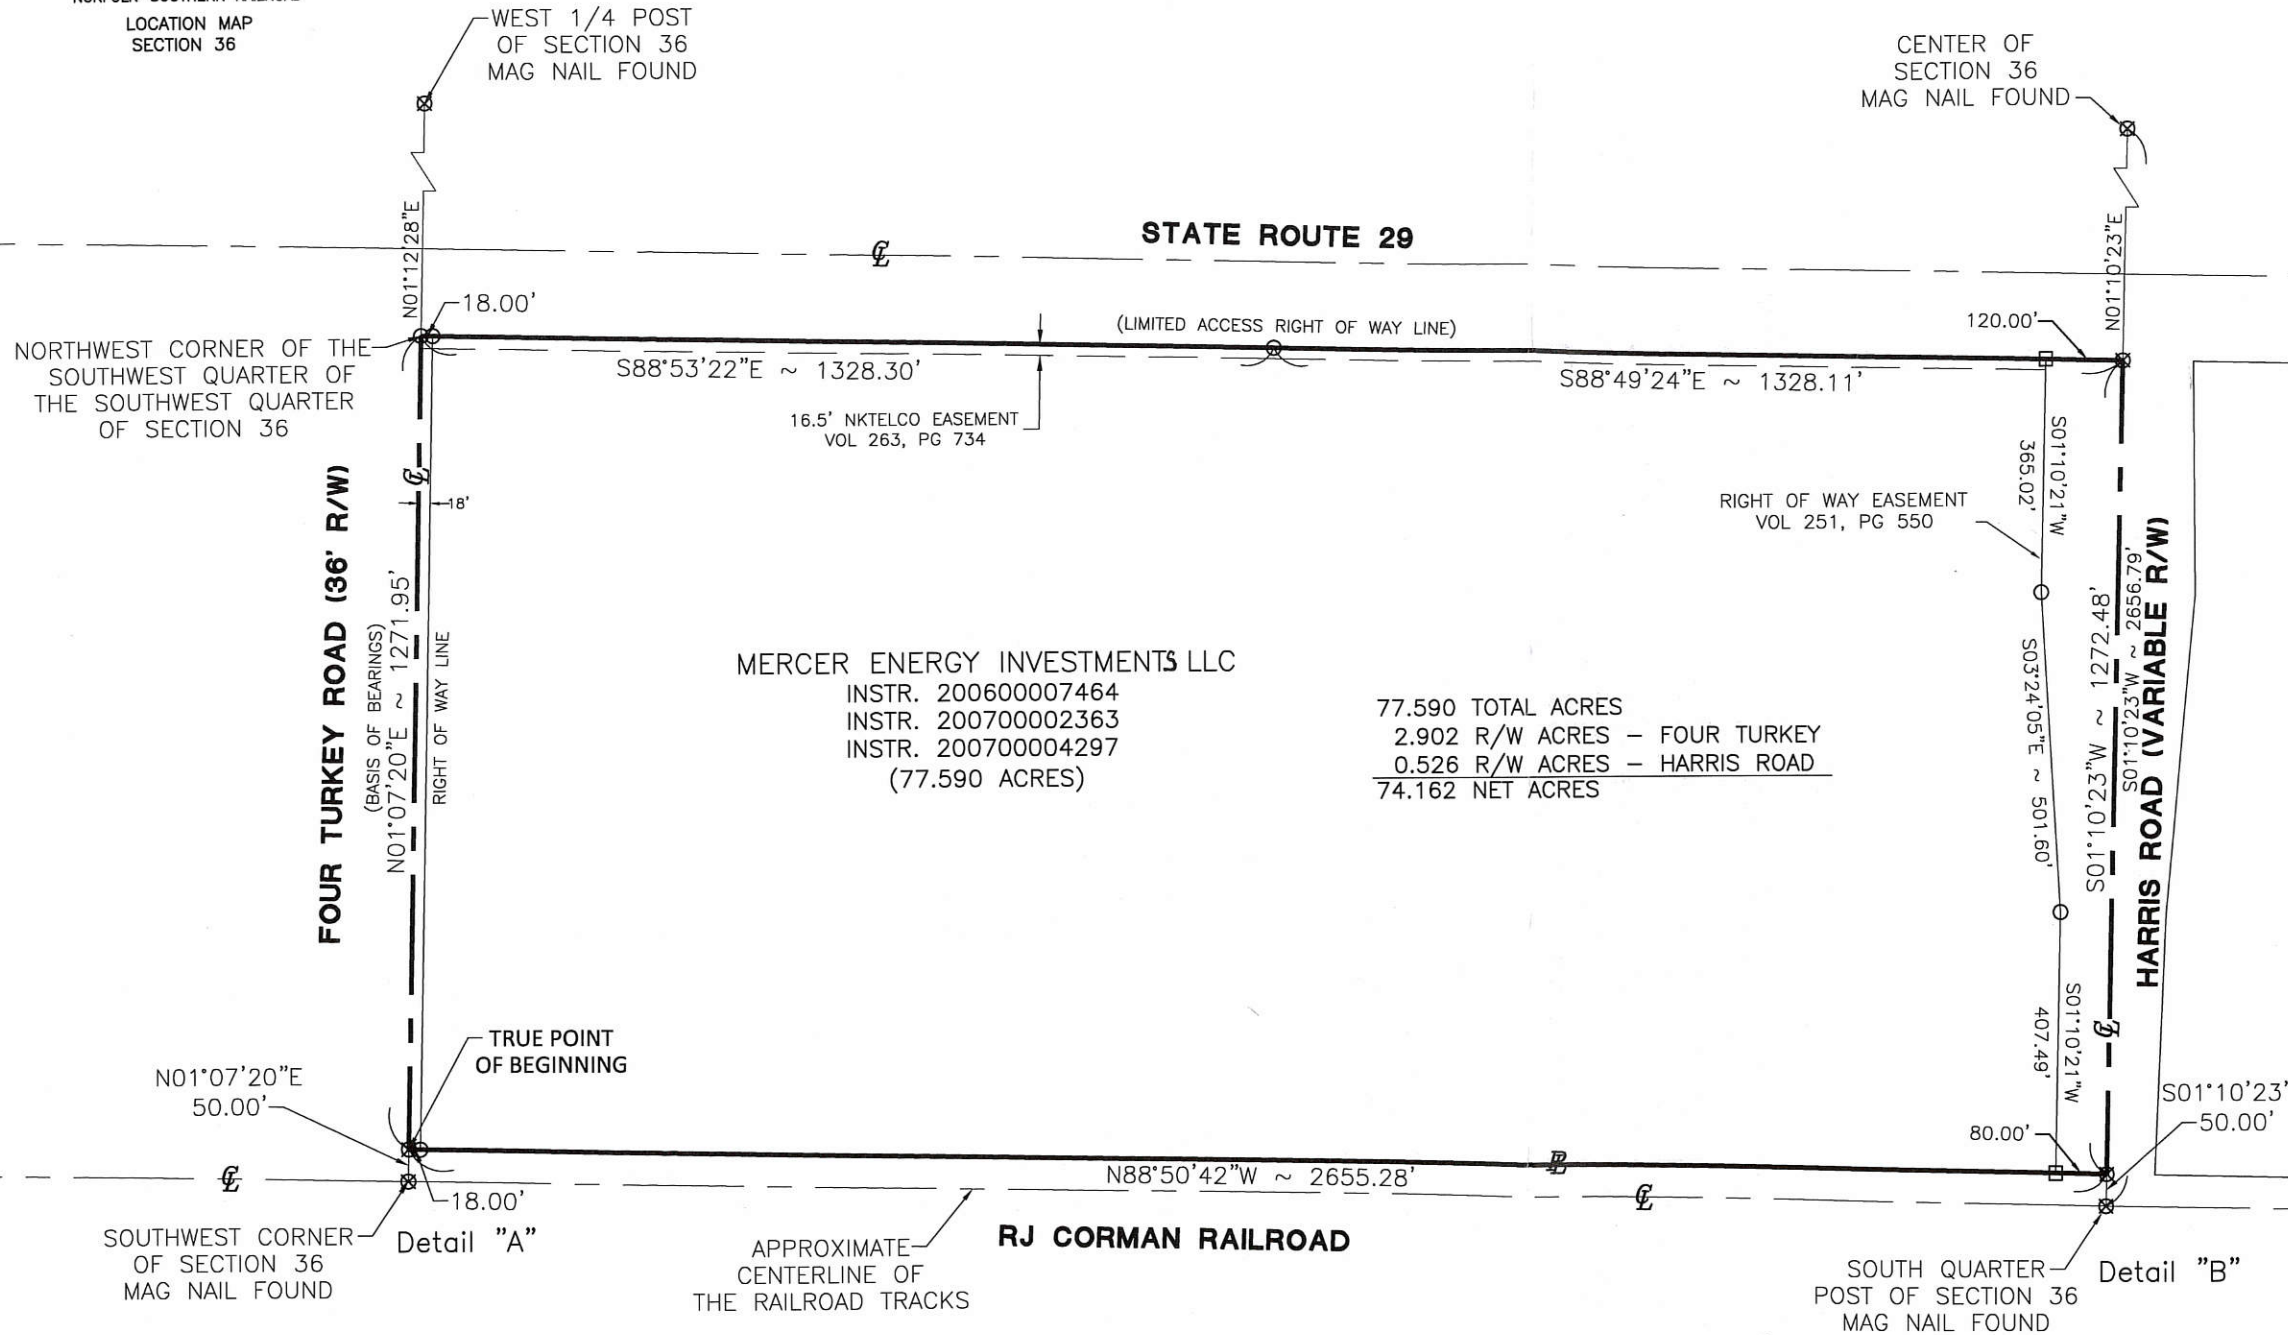 LOCATION MAP
SECTION 36
WEST 1/4 POST
OF SECTION 36
MAG NAIL FOUND
CENTER OF
SECTION 36
MAG NAIL FOUND
N01°12'28"E
STATE ROUTE 29
N01°10'23"E
18.00'
(LIMITED ACCESS RIGHT OF WAY LINE)
120.00'
NORTHWEST CORNER OF THE
SOUTHWEST QUARTER OF
THE SOUTHWEST QUARTER
OF SECTION 36
S88°53'22"E ~ 1328.30'
S88°49'24"E ~ 1328.11'
16.5' NKTELCO EASEMENT
VOL 263, PG 734
18'
S01°10'21"W
365.02'
RIGHT OF WAY EASEMENT
VOL 251, PG 550
FOUR TURKEY ROAD (36' R/W)
(BASIS OF BEARINGS)
N01°07'20"E ~ 1271.95'
RIGHT OF WAY LINE
MERCER ENERGY INVESTMENTS LLC
INSTR. 200600007464
INSTR. 200700002363
INSTR. 200700004297
(77.590 ACRES)
77.590 TOTAL ACRES
2.902 R/W ACRES – FOUR TURKEY
0.526 R/W ACRES – HARRIS ROAD
74.162 NET ACRES
S03°24'05"E ~ 501.60'
S01°10'23"W ~ 1272.48'
S01°10'23"W ~ 2656.79'
HARRIS ROAD (VARIABLE R/W)
S01°10'21"W
407.49'
TRUE POINT
OF BEGINNING
N01°07'20"E
50.00'
S01°10'23"
50.00'
80.00'
N88°50'42"W ~ 2655.28'
18.00'
SOUTHWEST CORNER
OF SECTION 36
MAG NAIL FOUND
Detail "A"
APPROXIMATE
CENTERLINE OF
THE RAILROAD TRACKS
RJ CORMAN RAILROAD
SOUTH QUARTER
POST OF SECTION 36
MAG NAIL FOUND
Detail "B"